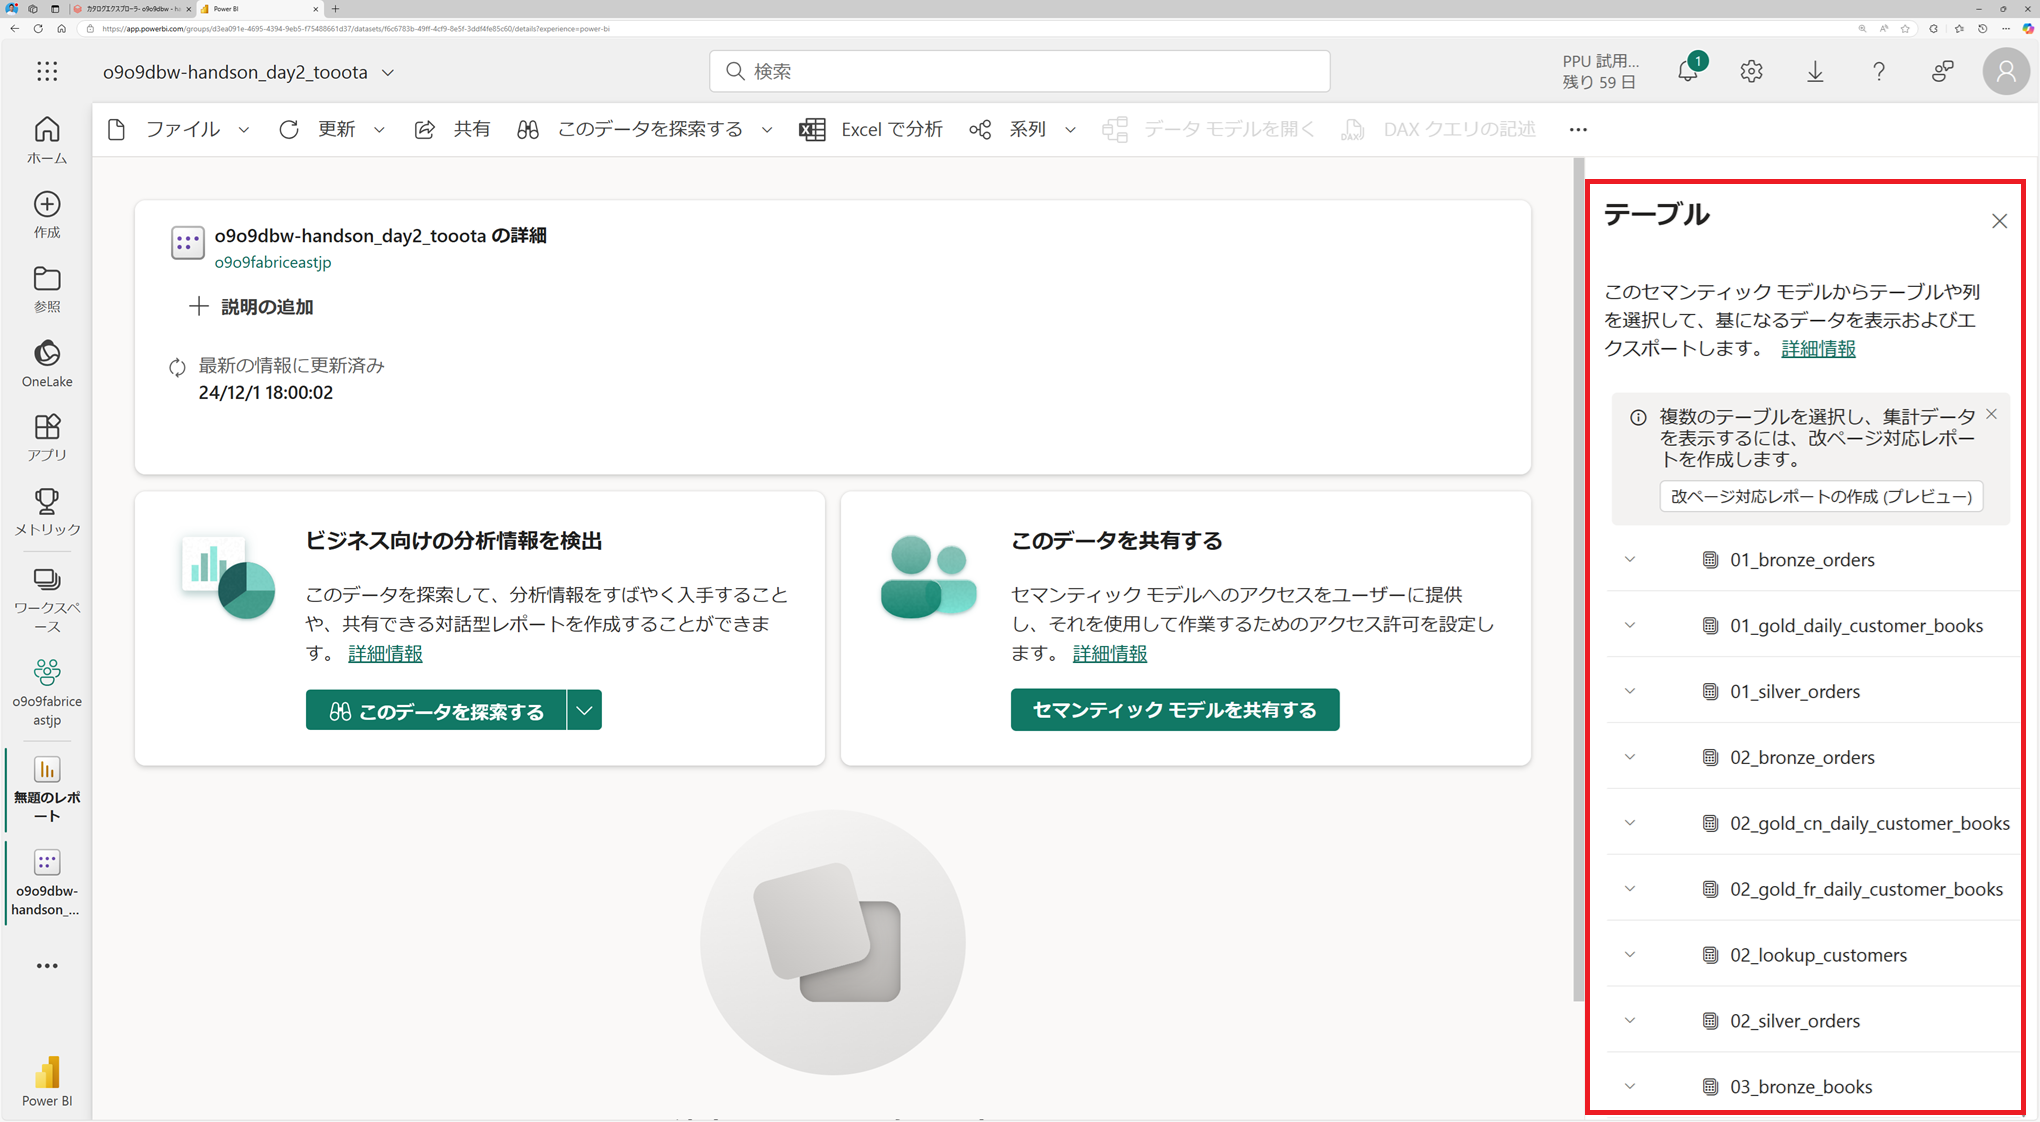 カタログエクスプローラ- o9o9dbw - ha
Power BI
https://app.powerbi.com/groups/d3ea091e-4695-4394-9eb5-f75488661d37/datasets/f6c6783b-49ff-4cf9-8e5f-3ddf4fe85c60/details?experience=power-bi
o9o9dbw-handson_day2_tooota
検索
PPU 試用...
残り 59 日
1
ホーム
作成
参照
OneLake
アプリ
メトリック
ワークスペ
ース
o9o9fabrice
astjp
無題のレポ
ート
o9o9dbw-
handson_...
Power BI
ファイル
更新
共有
このデータを探索する
Excel で分析
系列
データ モデルを開く
DAX クエリの記述
o9o9dbw-handson_day2_tooota の詳細
o9o9fabriceastjp
説明の追加
最新の情報に更新済み
24/12/1 18:00:02
ビジネス向けの分析情報を検出
このデータを探索して、分析情報をすばやく入手すること
や、共有できる対話型レポートを作成することができま
す。 詳細情報
このデータを探索する
このデータを共有する
セマンティック モデルへのアクセスをユーザーに提供
し、それを使用して作業するためのアクセス許可を設定し
ます。 詳細情報
セマンティック モデルを共有する
テーブル
このセマンティック モデルからテーブルや列
を選択して、基になるデータを表示およびエ
クスポートします。 詳細情報
複数のテーブルを選択し、集計データ
を表示するには、改ページ対応レポー
トを作成します。
改ページ対応レポートの作成 (プレビュー)
01_bronze_orders
01_gold_daily_customer_books
01_silver_orders
02_bronze_orders
02_gold_cn_daily_customer_books
02_gold_fr_daily_customer_books
02_lookup_customers
02_silver_orders
03_bronze_books